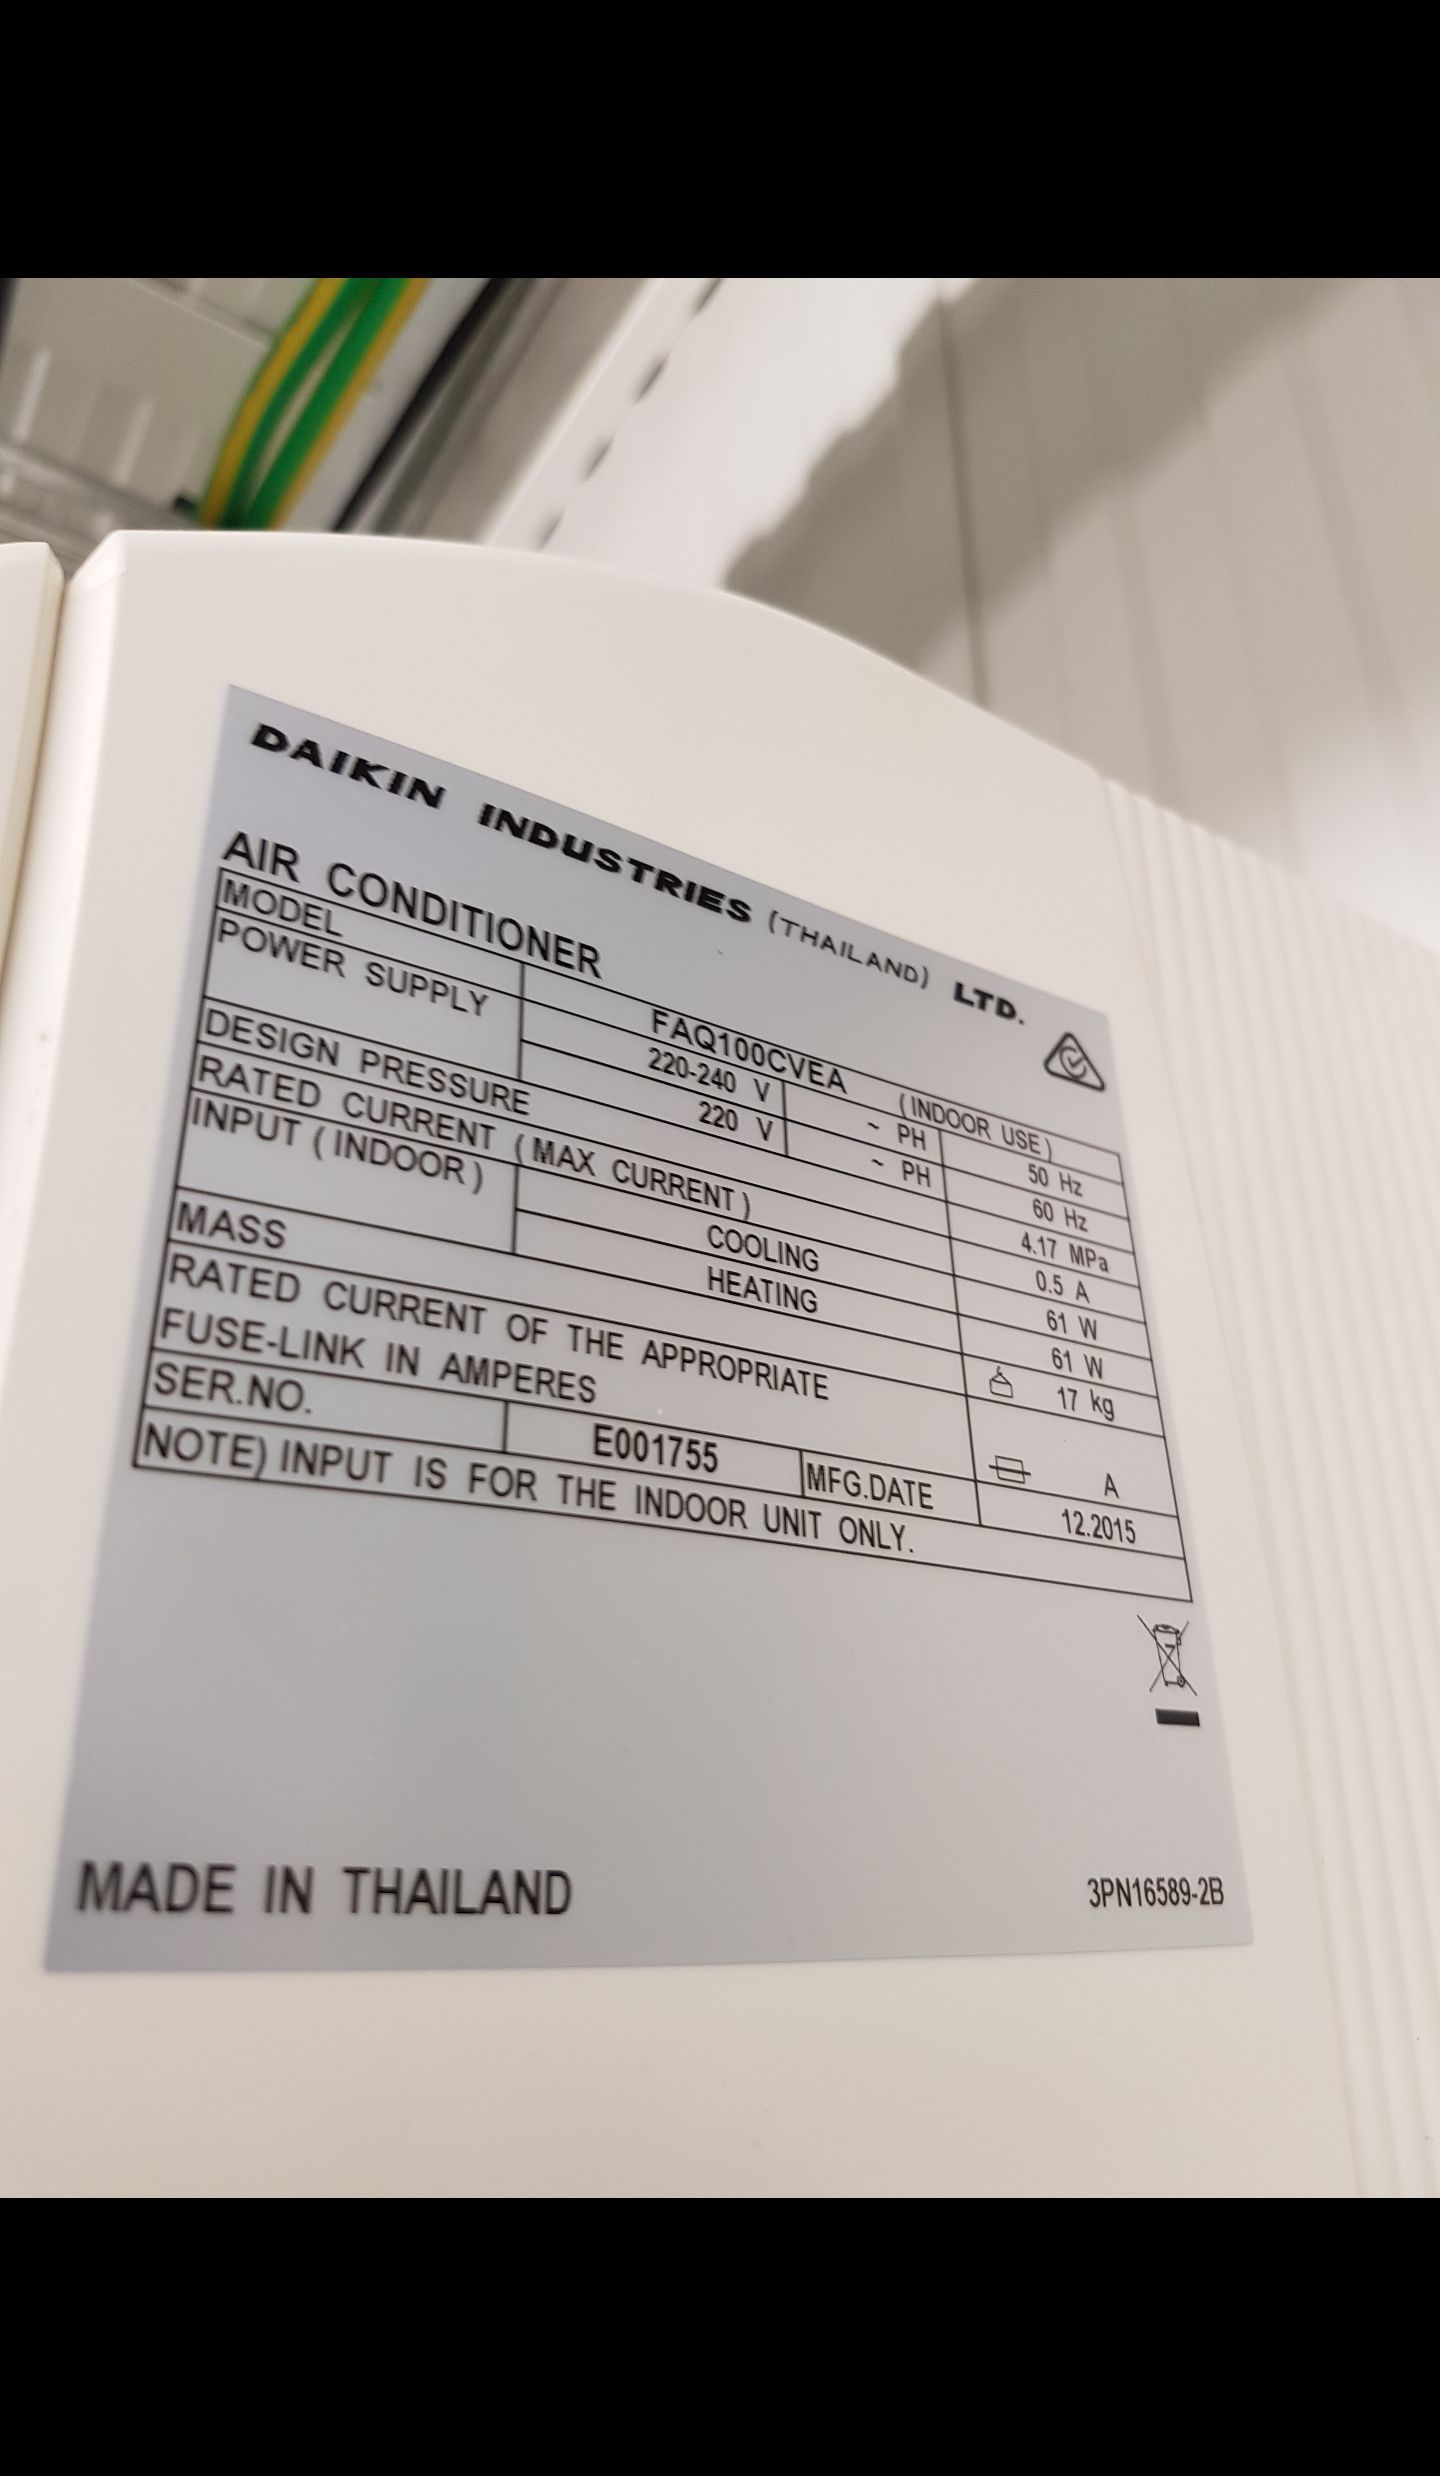 DAIKIN INDUSTRIES (THAILAND) LTD.
AIR CONDITIONER
MODEL FAQ100CVEA (INDOOR USE)
POWER SUPPLY 220-240 V ~ PH 50 Hz
220 V ~ PH 60 Hz
DESIGN PRESSURE 4.17 MPa
RATED CURRENT (MAX CURRENT) 0.5 A
INPUT (INDOOR) COOLING 61 W
HEATING 61 W
MASS 17 kg
RATED CURRENT OF THE APPROPRIATE
FUSE-LINK IN AMPERES A
SER.NO. E001755 MFG.DATE 12.2015
NOTE) INPUT IS FOR THE INDOOR UNIT ONLY.
MADE IN THAILAND 3PN16589-2B